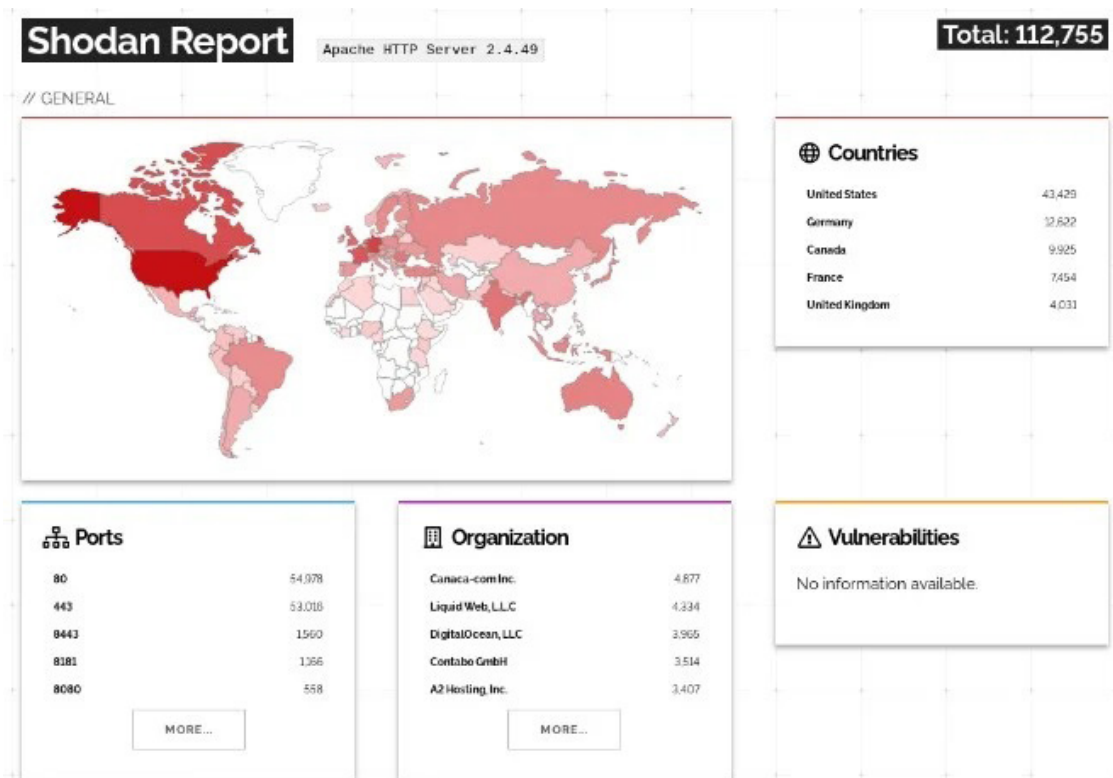 Shodan Report
Apache HTTP Server 2.4.49
Total: 112,755
// GENERAL
Countries
United States 43,429
Germany 12,622
Canada 9,925
France 7,454
United Kingdom 4,031
Ports
80 54,978
443 53,016
8443 1,560
8181
8080 558
MORE...
Organization
Canaca-com Inc. 4,877
Liquid Web, L.L.C 4,334
DigitalOcean, LLC 3,965
Contabo GmbH 3,514
A2 Hosting, Inc. 3,407
MORE...
Vulnerabilities
No information available.